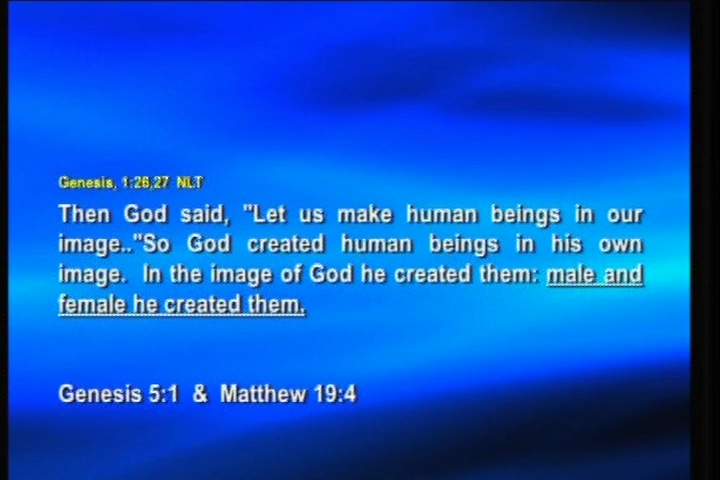 Genesis, 1:26,27 NLT
Then God said, "Let us make human beings in our
image.."So God created human beings in his own
image. In the image of God he created them: male and
female he created them.
Genesis 5:1 & Matthew 19:4